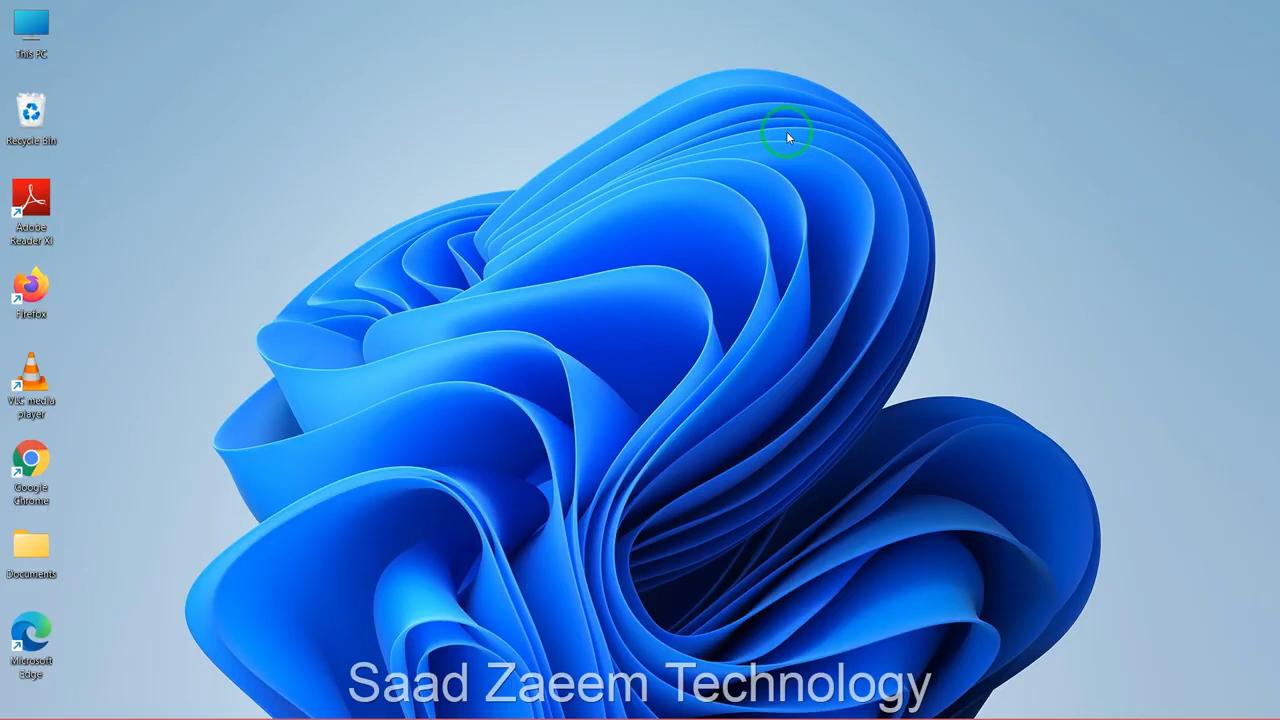 This PC
Recycle Bin
Adobe
Reader XI
Firefox
VLC media
player
Google
Chrome
Documents
Microsoft
Edge
Saad Zaeem Technology